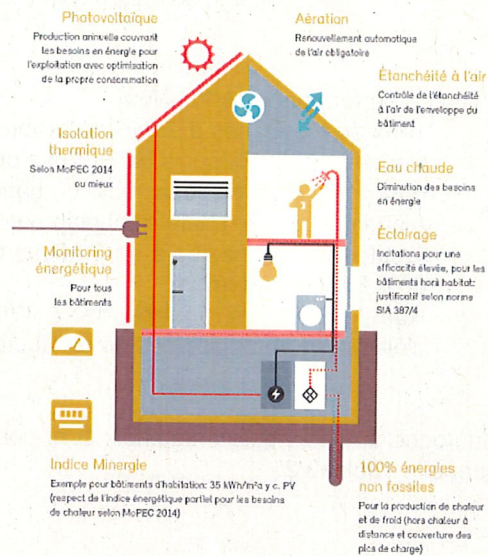 Photovoltaïque
Production annuelle couvrant
les besoins en énergie pour
l'exploitation avec optimisation
de la propre consommation
Aération
Renouvellement automatique
de l'air obligatoire
Étanchéité à l'air
Contrôle de l'étanchéité
à l'air de l'enveloppe du
bâtiment
Isolation
thermique
Selon MoPEC 2014
ou mieux
Eau chaude
Diminution des besoins
en énergie
Éclairage
Incitations pour une
efficacité élevée, pour les
bâtiments hors habitat:
justificatif selon norme
SIA 387/4
Monitoring
énergétique
Pour tous
les bâtiments
Indice Minergie
Exemple pour bâtiments d'habitation: 35 kWh/m²a y c. PV
(respect de l'indice énergétique partiel pour les besoins
de chaleur selon MoPEC 2014)
100% énergies
non fossiles
Pour la production de chaleur
et de froid (hors chaleur à
distance et couverture des
pics de charge)